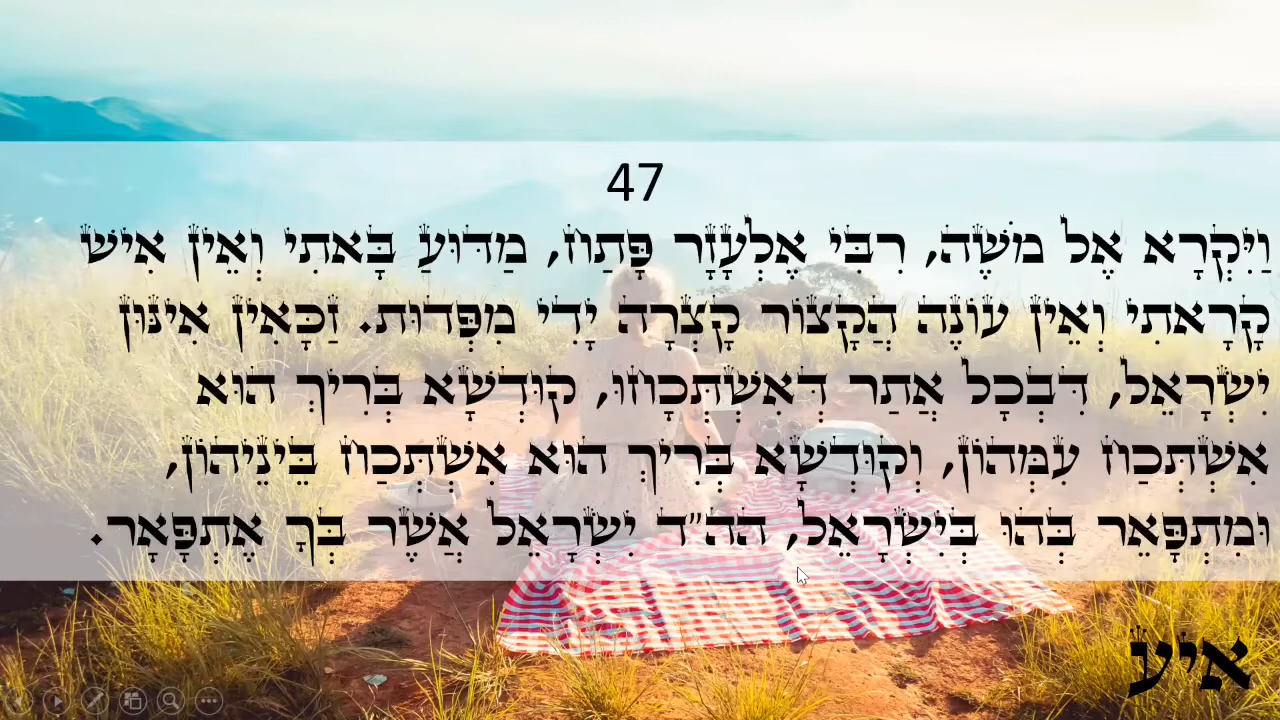 47
וַיִּקְרָא אֶל מֹשֶׁה, רִבִּי אֶלְעָזָר פָּתַח, מַדּוּעַ בָּאתִי וְאֵין אִישׁ
קָרָאתִי וְאֵין עוֹנֶה הֲקָצוֹר קָצְרָה יָדִי מִפְּדוּת. זַכָּאִין אִינּוּן
יִשְׂרָאֵל, דִּבְכָל אֲתַר דְּאִשְׁתְּכָחוּ, קוּדְשָׁא בְּרִיךְ הוּא
אִשְׁתְּכַח עִמְּהוֹן, וְקוּדְשָׁא בְּרִיךְ הוּא אִשְׁתְּכַח בֵּינֵיהוֹן,
וּמִתְפָּאֵר בְּהוּ בְּיִשְׂרָאֵל, הה"ד יִשְׂרָאֵל אֲשֶׁר בְּךָ אֶתְפָּאָר.
איע